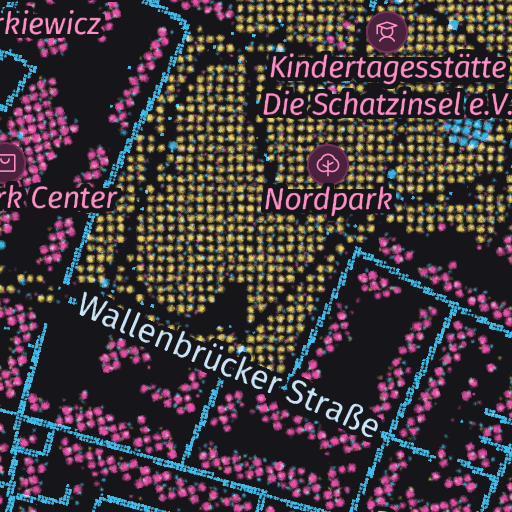 rkiewicz
Kindertagesstätte
Die Schatzinsel e.V.
rk Center
Nordpark
Wallenbrücker Straße